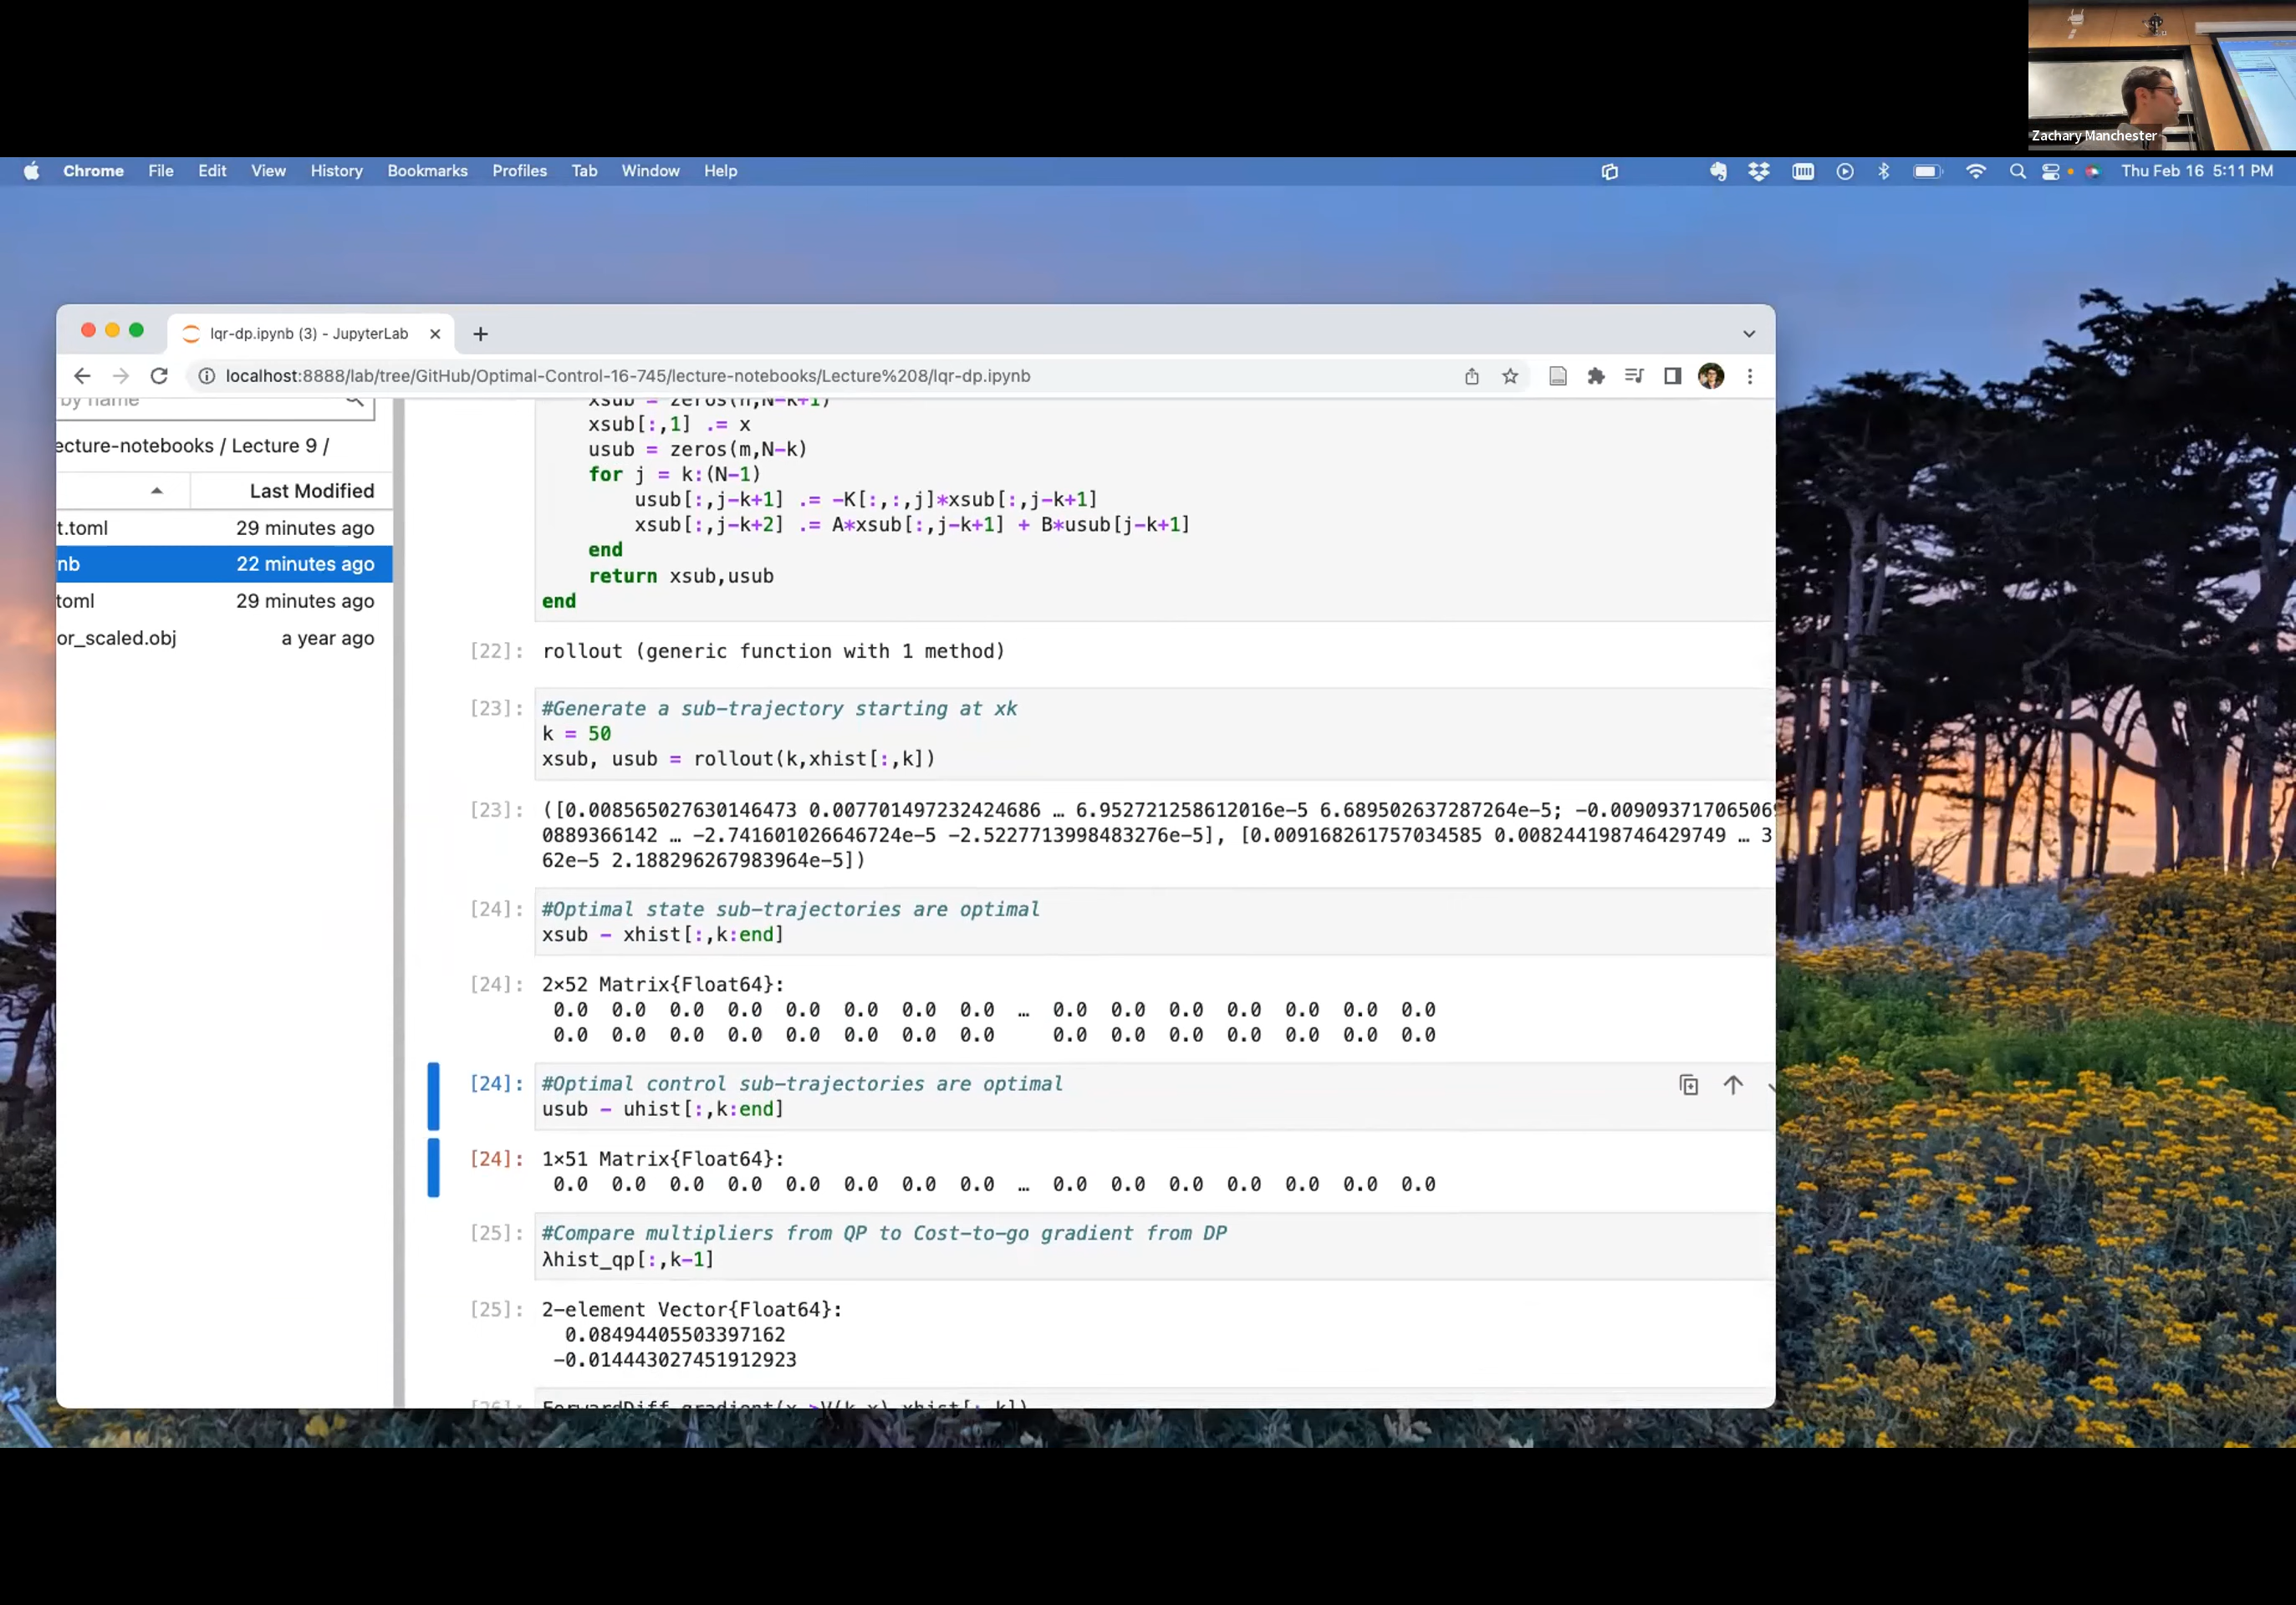 Zachary Manchester
Chrome File Edit View History Bookmarks Profiles Tab Window Help Thu Feb 16 5:11 PM
lqr-dp.ipynb (3) - JupyterLab
localhost:8888/lab/tree/GitHub/Optimal-Control-16-745/lecture-notebooks/Lecture%208/lqr-dp.ipynb
by name
ecture-notebooks / Lecture 9 /
Last Modified
t.toml 29 minutes ago
nb 22 minutes ago
toml 29 minutes ago
or_scaled.obj a year ago
xsub = zeros(n,N-k+1)
xsub[:,1] .= x
usub = zeros(m,N-k)
for j = k:(N-1)
usub[:,j-k+1] .= -K[:,:,j]*xsub[:,j-k+1]
xsub[:,j-k+2] .= A*xsub[:,j-k+1] + B*usub[j-k+1]
end
return xsub,usub
end
[22]: rollout (generic function with 1 method)
[23]: #Generate a sub-trajectory starting at xk
k = 50
xsub, usub = rollout(k,xhist[:,k])
[23]: ([0.008565027630146473 0.007701497232424686 … 6.952721258612016e-5 6.689502637287264e-5; -0.009093717065069
0889366142 … -2.741601026646724e-5 -2.5227713998483276e-5], [0.009168261757034585 0.008244198746429749 … 3
62e-5 2.188296267983964e-5])
[24]: #Optimal state sub-trajectories are optimal
xsub - xhist[:,k:end]
[24]: 2×52 Matrix{Float64}:
0.0 0.0 0.0 0.0 0.0 0.0 0.0 0.0 … 0.0 0.0 0.0 0.0 0.0 0.0 0.0
0.0 0.0 0.0 0.0 0.0 0.0 0.0 0.0 0.0 0.0 0.0 0.0 0.0 0.0 0.0
[24]: #Optimal control sub-trajectories are optimal
usub - uhist[:,k:end]
[24]: 1×51 Matrix{Float64}:
0.0 0.0 0.0 0.0 0.0 0.0 0.0 0.0 … 0.0 0.0 0.0 0.0 0.0 0.0 0.0
[25]: #Compare multipliers from QP to Cost-to-go gradient from DP
λhist_qp[:,k-1]
[25]: 2-element Vector{Float64}:
0.08494405503397162
-0.014443027451912923
[26]: ForwardDiff.gradient(x->V(k,x),xhist[:,k])